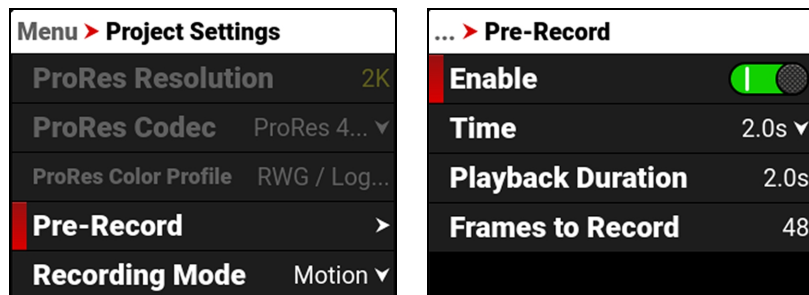 Menu > Project Settings
ProRes Resolution 2K
ProRes Codec ProRes 4...
ProRes Color Profile RWG / Log...
Pre-Record >
Recording Mode Motion
... > Pre-Record
Enable
Time 2.0s
Playback Duration 2.0s
Frames to Record 48